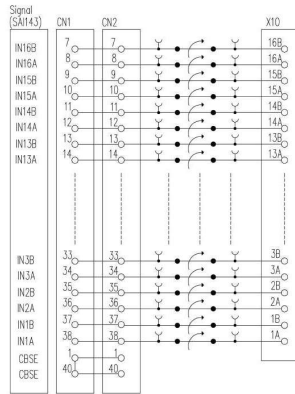 Signal
(SAI143) CN1 CN2 X10
IN16B 7 7 16B
IN16A 8 8 16A
IN15B 9 9 15B
IN15A 10 10 15A
IN14B 11 11 14B
IN14A 12 12 14A
IN13B 13 13 13B
IN13A 14 14 13A
IN3B 33 33 3B
IN3A 34 34 3A
IN2B 35 35 2B
IN2A 36 36 2A
IN1B 37 37 1B
IN1A 38 38 1A
CBSE 1 1
CBSE 40 40